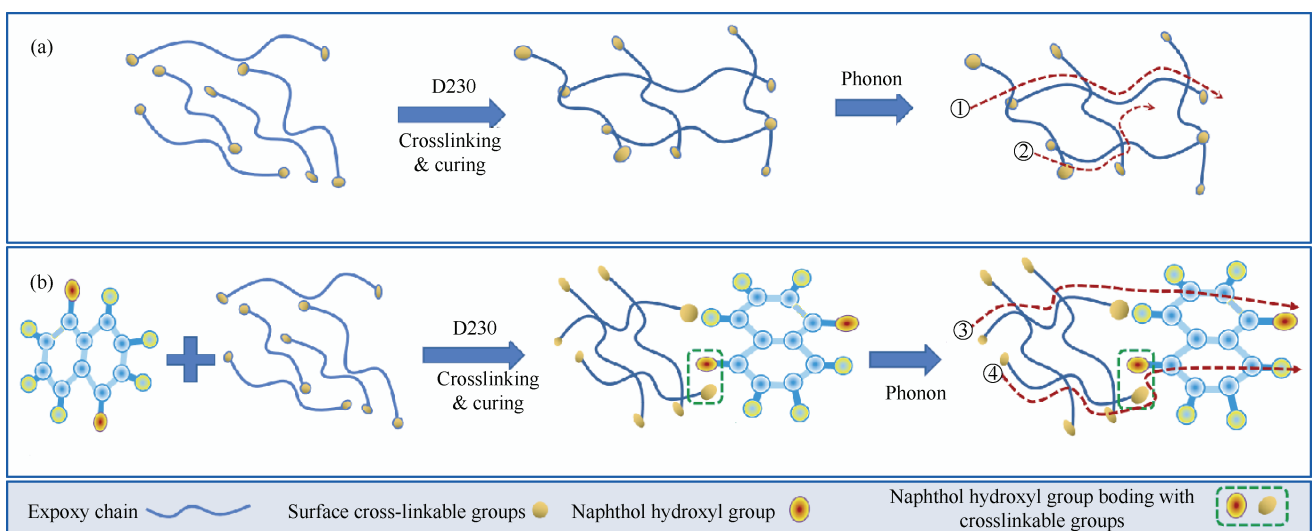 (a)
D230
Crosslinking
& curing
Phonon
①
②
(b)
D230
Crosslinking
& curing
Phonon
③
④
Expoxy chain
Surface cross-linkable groups
Naphthol hydroxyl group
Naphthol hydroxyl group boding with
crosslinkable groups